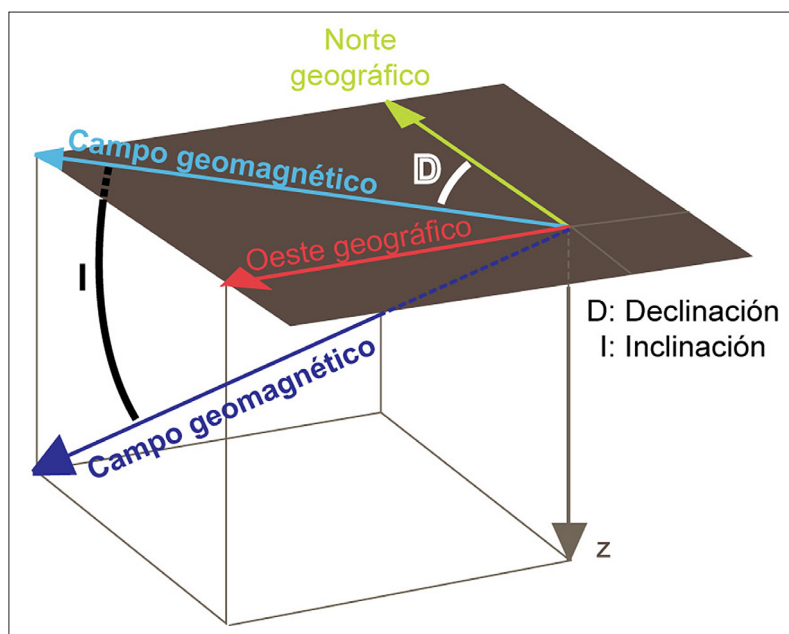 Norte
geográfico
Campo geomagnético
D
Oeste geográfico
I
D: Declinación
I: Inclinación
Campo geomagnético
z